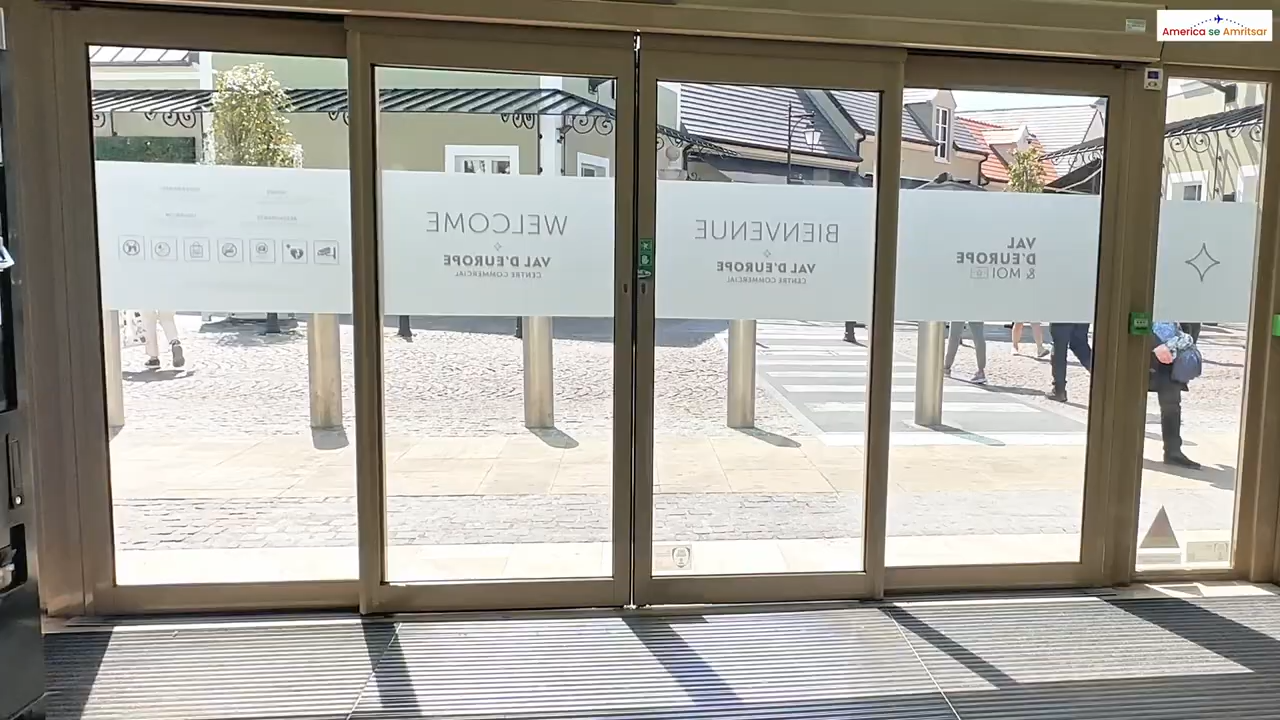 America se Amritsar
WELCOME
VAL D'EUROPE
CENTRE COMMERCIAL
BIENVENUE
VAL D'EUROPE
CENTRE COMMERCIAL
VAL
D'EUROPE
& MOI